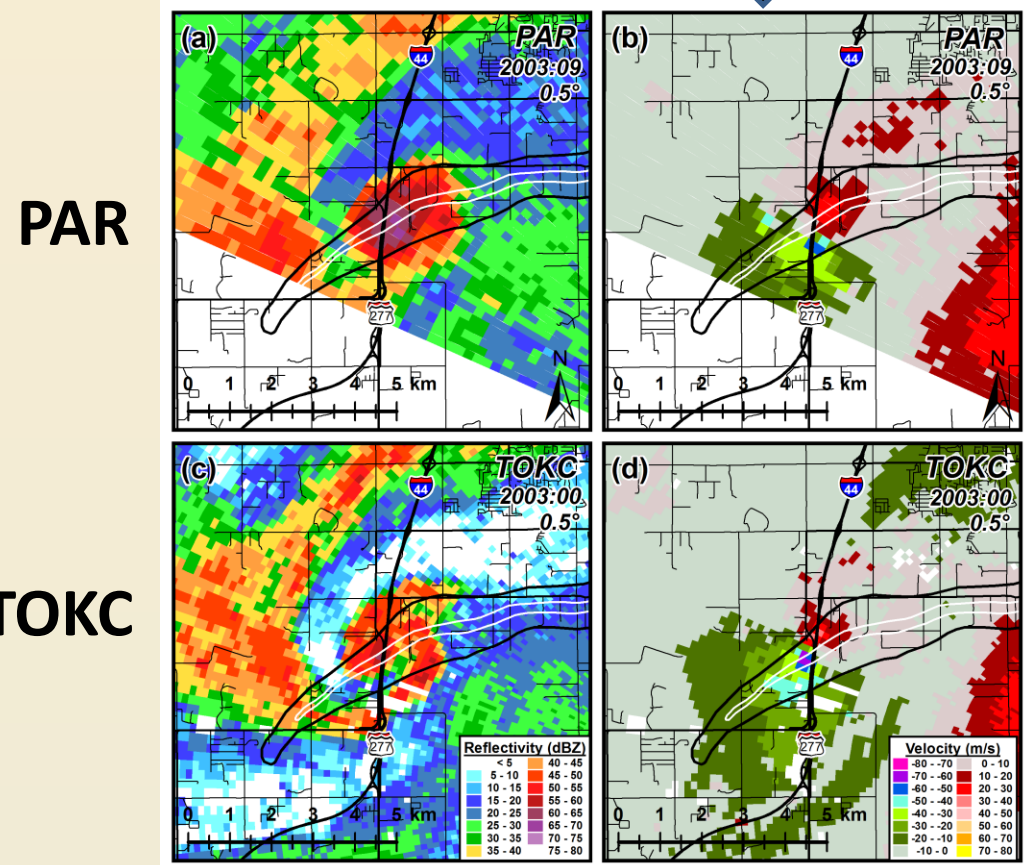 PAR
(a)
PAR
2003:09
0.5°
44
277
N
0 1 2 3 4 5 km
(b)
PAR
2003:09
0.5°
44
277
N
0 1 2 3 4 5 km
TOKC
(c)
TOKC
2003:00
0.5°
44
277
0 1 2 3 4 5 km
Reflectivity (dBZ)
< 5 40 - 45
5 - 10 45 - 50
10 - 15 50 - 55
15 - 20 55 - 60
20 - 25 60 - 65
25 - 30 65 - 70
30 - 35 70 - 75
35 - 40 75 - 80
(d)
TOKC
2003:00
0.5°
44
277
0 1 2 3 4 5 km
Velocity (m/s)
-80 - -70 0 - 10
-70 - -60 10 - 20
-60 - -50 20 - 30
-50 - -40 30 - 40
-40 - -30 40 - 50
-30 - -20 50 - 60
-20 - -10 60 - 70
-10 - 0 70 - 80